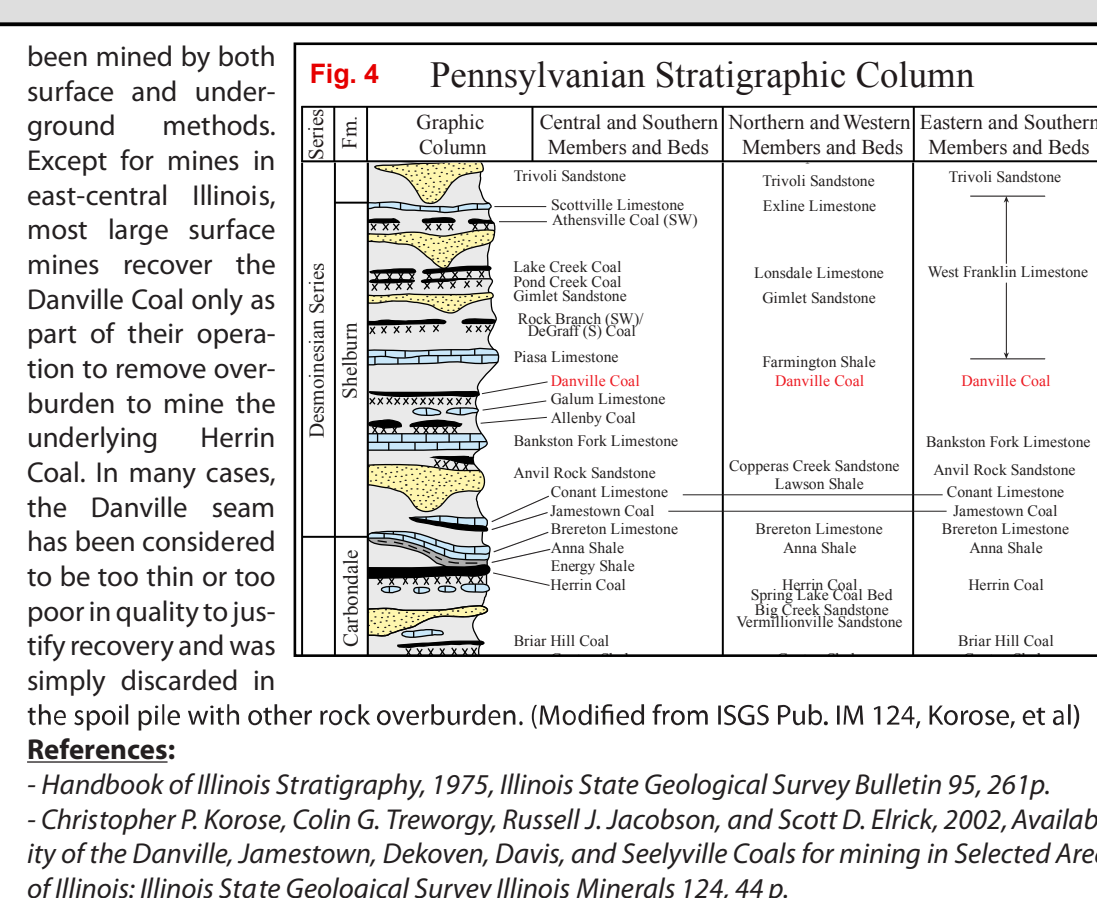 been mined by both
surface and under-
ground methods.
Except for mines in
east-central Illinois,
most large surface
mines recover the
Danville Coal only as
part of their opera-
tion to remove over-
burden to mine the
underlying Herrin
Coal. In many cases,
the Danville seam
has been considered
to be too thin or too
poor in quality to jus-
tify recovery and was
simply discarded in
the spoil pile with other rock overburden. (Modified from ISGS Pub. IM 124, Korose, et al)
Fig. 4 Pennsylvanian Stratigraphic Column
Series
Fm.
Graphic
Column
Central and Southern
Members and Beds
Northern and Western
Members and Beds
Eastern and Southern
Members and Beds
Desmoinesian Series
Shelburn
Carbondale
Trivoli Sandstone
Scottville Limestone
Athensville Coal (SW)
Lake Creek Coal
Pond Creek Coal
Gimlet Sandstone
Rock Branch (SW)/
DeGraff (S) Coal
Piasa Limestone
Danville Coal
Galum Limestone
Allenby Coal
Bankston Fork Limestone
Anvil Rock Sandstone
Conant Limestone
Jamestown Coal
Brereton Limestone
Anna Shale
Energy Shale
Herrin Coal
Briar Hill Coal
Trivoli Sandstone
Exline Limestone
Lonsdale Limestone
Gimlet Sandstone
Farmington Shale
Danville Coal
Copperas Creek Sandstone
Lawson Shale
Brereton Limestone
Anna Shale
Herrin Coal
Spring Lake Coal Bed
Big Creek Sandstone
Vermillionville Sandstone
Trivoli Sandstone
West Franklin Limestone
Danville Coal
Bankston Fork Limestone
Anvil Rock Sandstone
Conant Limestone
Jamestown Coal
Brereton Limestone
Anna Shale
Herrin Coal
Briar Hill Coal
References:
- Handbook of Illinois Stratigraphy, 1975, Illinois State Geological Survey Bulletin 95, 261p.
- Christopher P. Korose, Colin G. Treworgy, Russell J. Jacobson, and Scott D. Elrick, 2002, Availab
ity of the Danville, Jamestown, Dekoven, Davis, and Seelyville Coals for mining in Selected Area
of Illinois: Illinois State Geological Survey Illinois Minerals 124, 44 p.